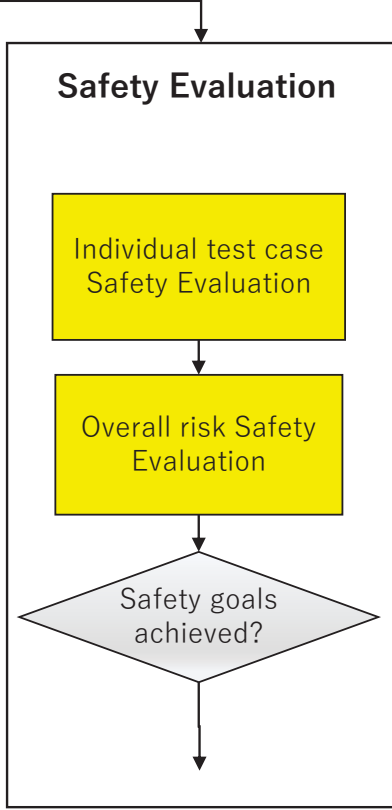 Safety Evaluation
Individual test case
Safety Evaluation
Overall risk Safety
Evaluation
Safety goals
achieved?